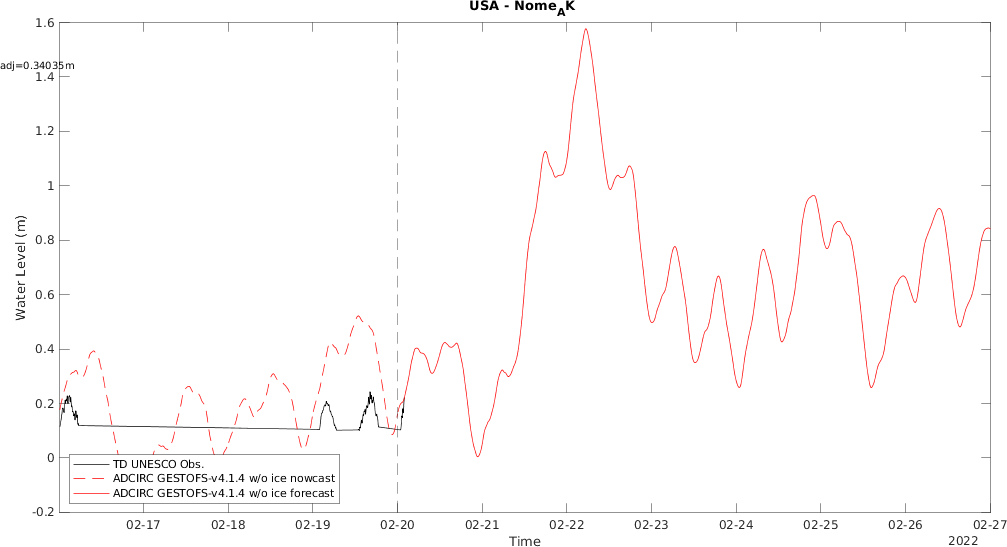 USA - Nome_AK
adj=0.34035m
1.6
1.4
1.2
1
0.8
0.6
0.4
0.2
0
-0.2
Water Level (m)
TD UNESCO Obs.
ADCIRC GESTOFS-v4.1.4 w/o ice nowcast
ADCIRC GESTOFS-v4.1.4 w/o ice forecast
02-17 02-18 02-19 02-20 02-21 02-22 02-23 02-24 02-25 02-26 02-27
Time
2022